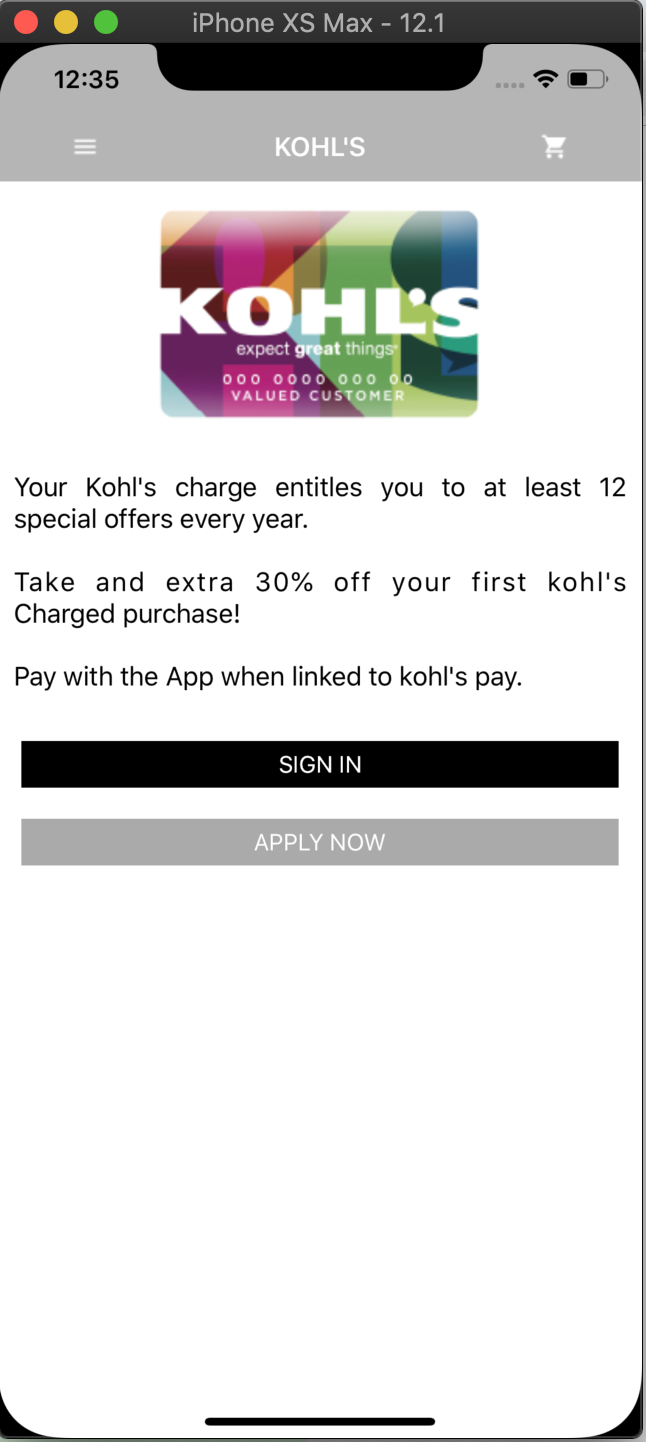 iPhone XS Max - 12.1
12:35
KOHL'S
KOHL'S
expect great things
000 0000 000 00
VALUED CUSTOMER
Your Kohl's charge entitles you to at least 12
special offers every year.
Take and extra 30% off your first kohl's
Charged purchase!
Pay with the App when linked to kohl's pay.
SIGN IN
APPLY NOW